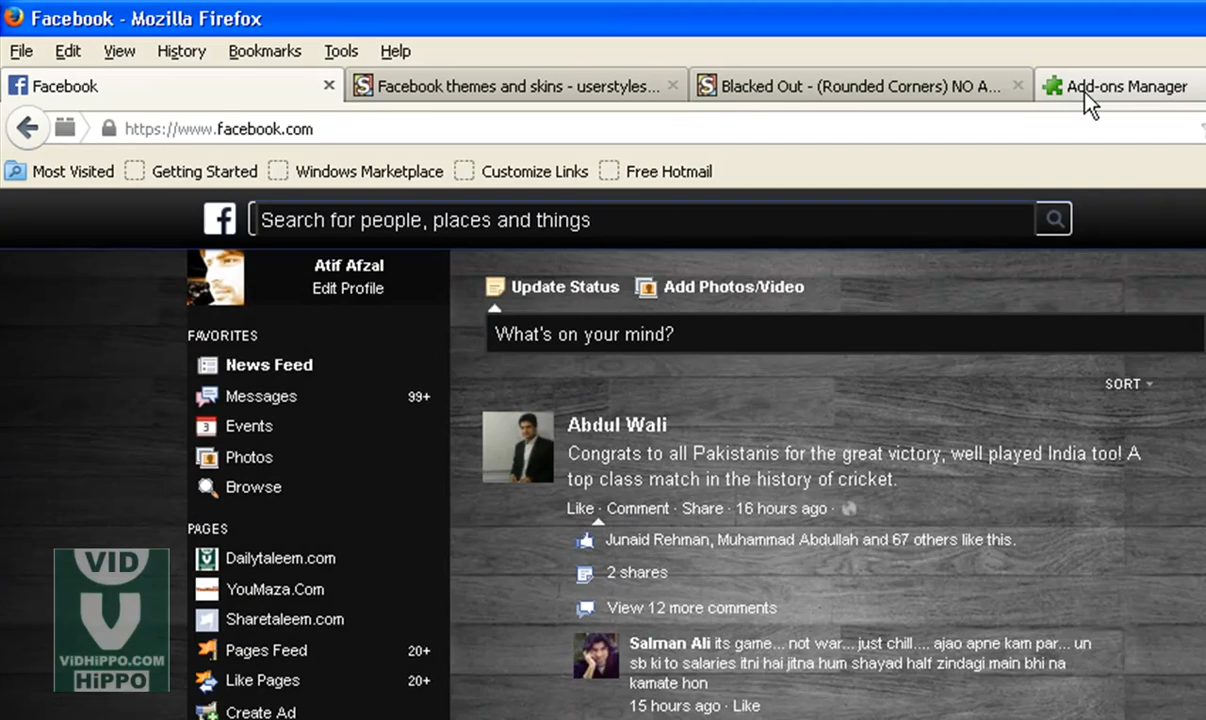 Facebook - Mozilla Firefox
File Edit View History Bookmarks Tools Help
Facebook
Facebook themes and skins - userstyles...
Blacked Out - (Rounded Corners) NO A...
Add-ons Manager
https://www.facebook.com
Most Visited Getting Started Windows Marketplace Customize Links Free Hotmail
Search for people, places and things
Atif Afzal
Edit Profile
FAVORITES
News Feed
Messages 99+
3 Events
Photos
Browse
PAGES
Dailytaleem.com
YouMaza.Com
Sharetaleem.com
Pages Feed 20+
Like Pages 20+
Create Ad
Update Status Add Photos/Video
What's on your mind?
SORT
Abdul Wali
Congrats to all Pakistanis for the great victory, well played India too! A
top class match in the history of cricket.
Like · Comment · Share · 16 hours ago ·
Junaid Rehman, Muhammad Abdullah and 67 others like this.
2 shares
View 12 more comments
Salman Ali its game... not war... just chill.... ajao apne kam par... un
sb ki to salaries itni hai jitna hum shayad half zindagi main bhi na
kamate hon
15 hours ago · Like
VID
VIDHIPPO.COM
HIPPO